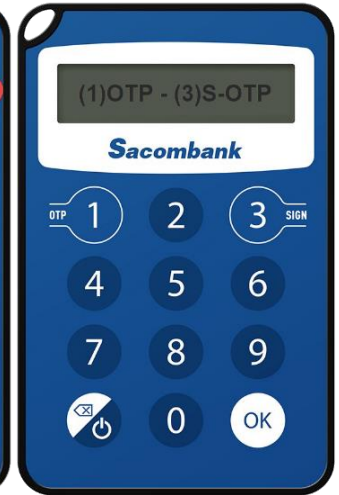 (1)OTP - (3)S-OTP
Sacombank
OTP 1 2 3 SIGN
4 5 6
7 8 9
0 OK